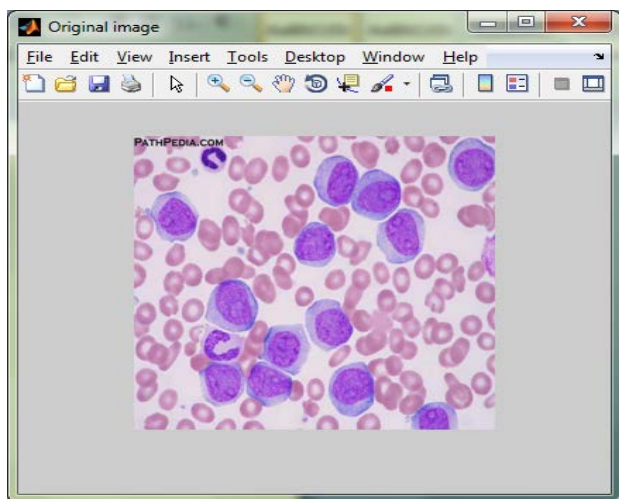 Original image
File Edit View Insert Tools Desktop Window Help
PATHPEDIA.COM